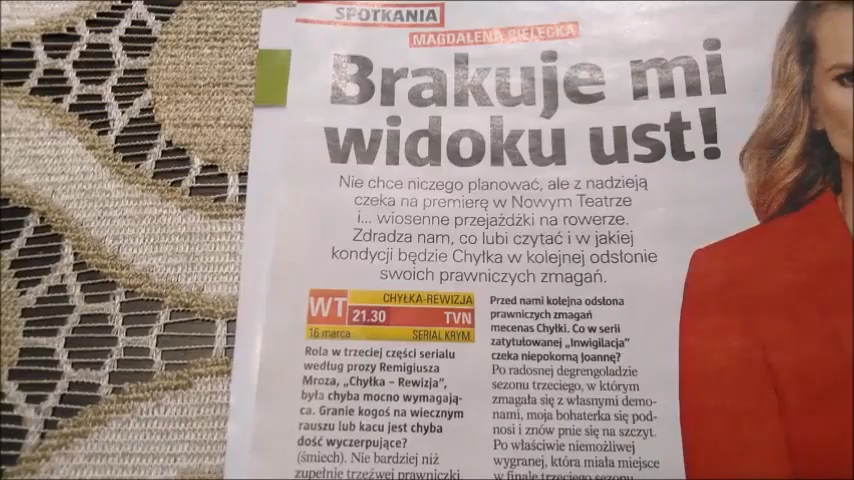 SPOTKANIA
MAGDALENA CIELECKA
Brakuje mi
widoku ust!
Nie chce niczego planować, ale z nadzieją
czeka na premierę w Nowym Teatrze
i... wiosenne przejażdżki na rowerze.
Zdradza nam, co lubi czytać i w jakiej
kondycji będzie Chyłka w kolejnej odsłonie
swoich prawniczych zmagań.
WT
16 marca
CHYŁKA-REWIZJA
21.30 TVN
SERIAL KRYM.
Rola w trzeciej części serialu
według prozy Remigiusza
Mroza, „Chyłka – Rewizja”,
była chyba mocno wymagają-
ca. Granie kogoś na wiecznym
rauszu lub kacu jest chyba
dość wyczerpujące?
(śmiech). Nie bardziej niż
zupełnie trzeźwej prawniczki
Przed nami kolejna odsłona
prawniczych zmagań
mecenas Chyłki. Co w serii
zatytułowanej „Inwigilacja”
czeka niepokorną Joannę?
Po radosnej degrengoladzie
sezonu trzeciego, w którym
zmagała się z własnymi demo-
nami, moja bohaterka się pod-
nosi i znów pnie się na szczyt.
Po właściwie niemożliwej
wygranej, która miała miejsce
w finale trzeciego sezonu